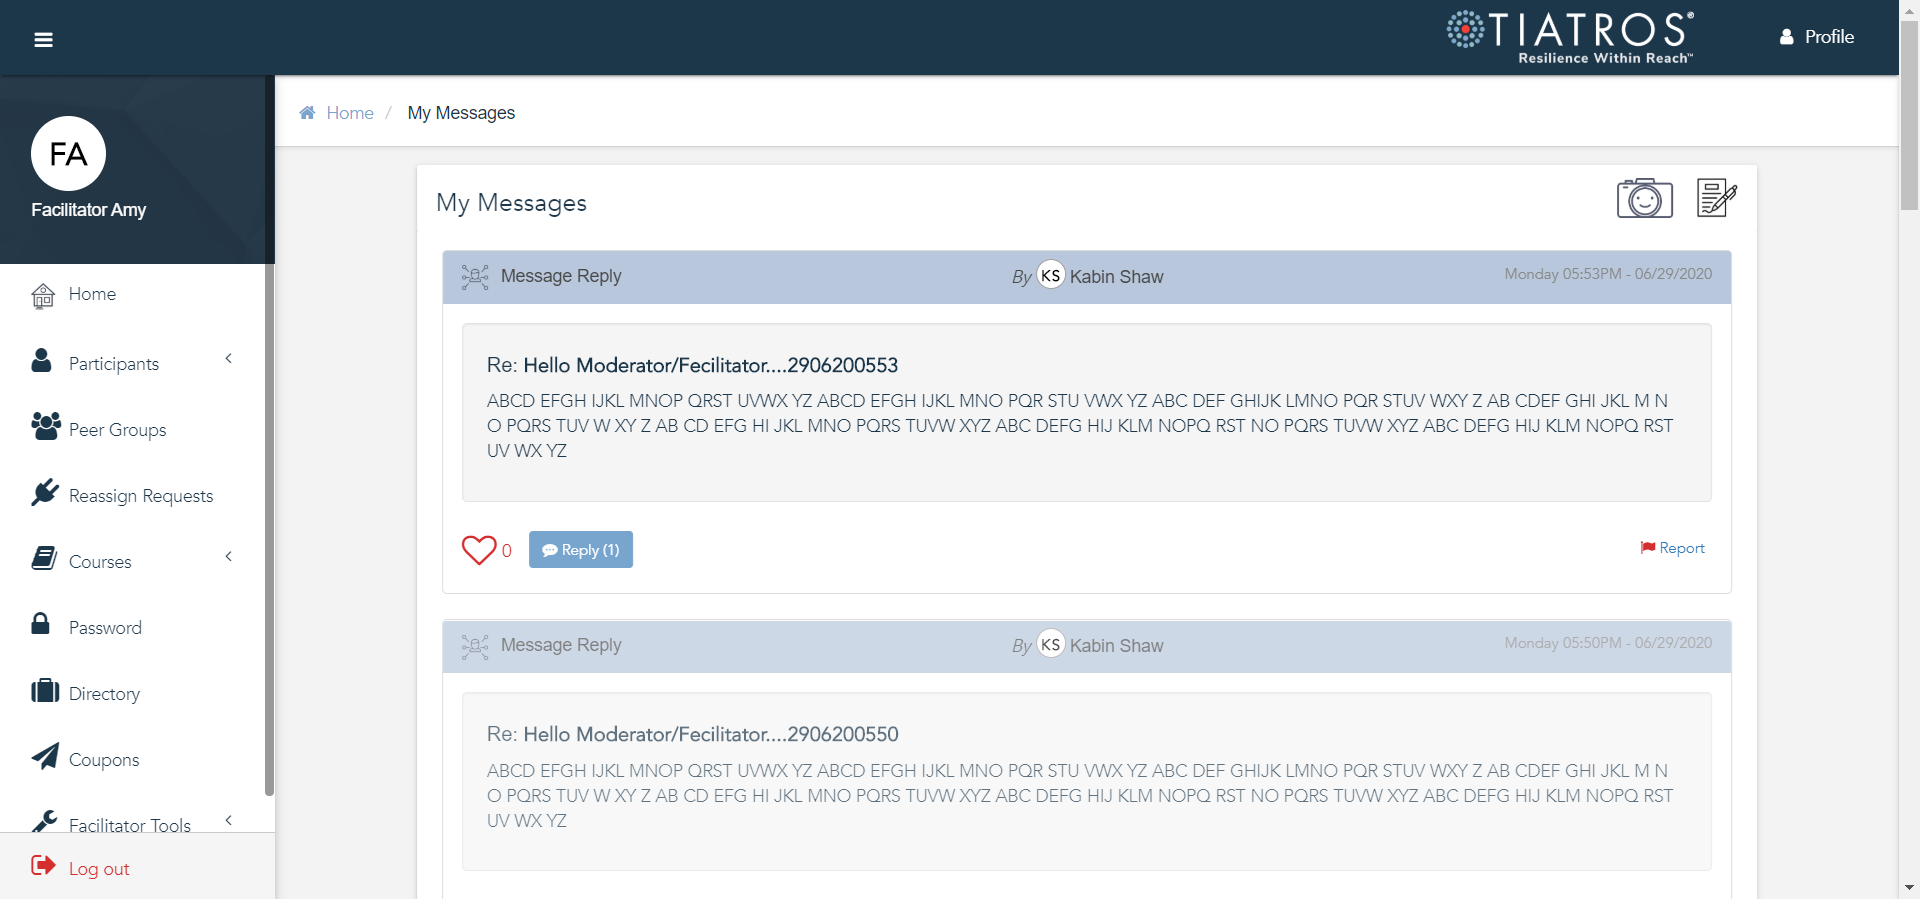 TIATROS®
Resilience Within Reach™
Profile
FA
Facilitator Amy
Home
Participants
Peer Groups
Reassign Requests
Courses
Password
Directory
Coupons
Facilitator Tools
Log out
Home / My Messages
My Messages
Message Reply By KS Kabin Shaw Monday 05:53PM - 06/29/2020
Re: Hello Moderator/Fecilitator....2906200553
ABCD EFGH IJKL MNOP QRST UVWX YZ ABCD EFGH IJKL MNO PQR STU VWX YZ ABC DEF GHIJK LMNO PQR STUV WXY Z AB CDEF GHI JKL M N
O PQRS TUV W XY Z AB CD EFG HI JKL MNO PQRS TUVW XYZ ABC DEFG HIJ KLM NOPQ RST NO PQRS TUVW XYZ ABC DEFG HIJ KLM NOPQ RST
UV WX YZ
0 Reply (1) Report
Message Reply By KS Kabin Shaw Monday 05:50PM - 06/29/2020
Re: Hello Moderator/Fecilitator....2906200550
ABCD EFGH IJKL MNOP QRST UVWX YZ ABCD EFGH IJKL MNO PQR STU VWX YZ ABC DEF GHIJK LMNO PQR STUV WXY Z AB CDEF GHI JKL M N
O PQRS TUV W XY Z AB CD EFG HI JKL MNO PQRS TUVW XYZ ABC DEFG HIJ KLM NOPQ RST NO PQRS TUVW XYZ ABC DEFG HIJ KLM NOPQ RST
UV WX YZ